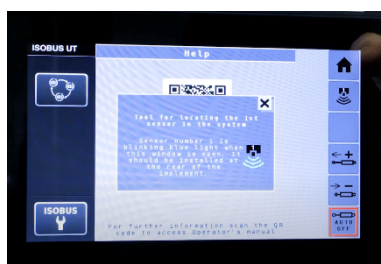 ISOBUS UT
Help
Tool for locating the 1st
sensor in the system
Sensor number 1 is
blinking blue light when
this window is open. It
should be installed at
the rear of the
implement.
ISOBUS
For further information scan the QR
code to access Operator's manual
AUTO
OFF